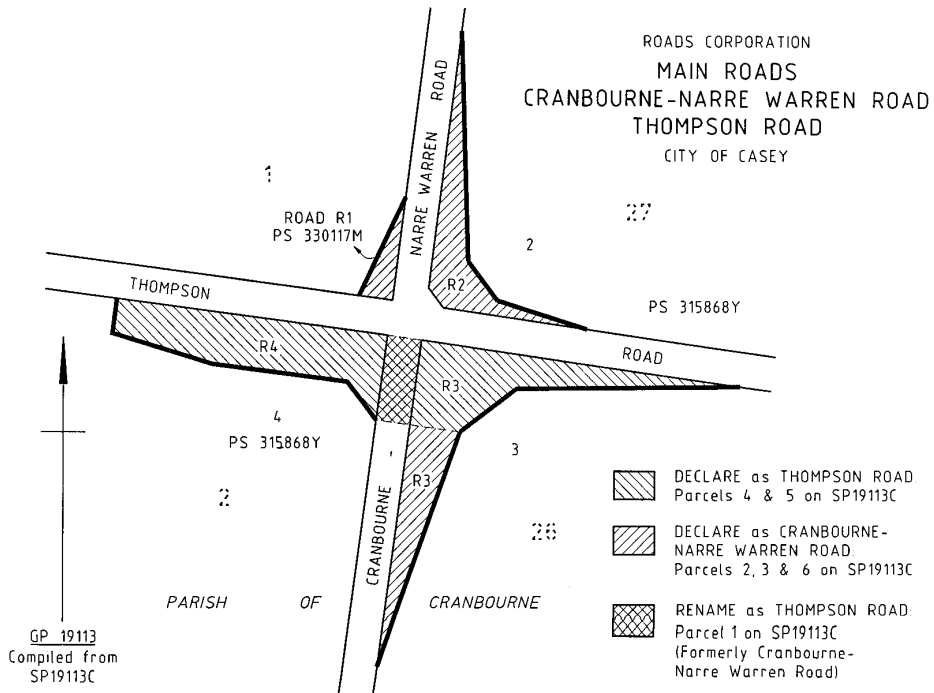 ROADS CORPORATION
MAIN ROADS
CRANBOURNE-NARRE WARREN ROAD
THOMPSON ROAD
CITY OF CASEY
NARRE WARREN ROAD
1
27
ROAD R1
PS 330117M
2
R2
THOMPSON
PS 315868Y
ROAD
R4
R3
4
PS 315868Y
3
R3
2
26
CRANBOURNE
PARISH OF CRANBOURNE
GP 19113
Compiled from
SP19113C
DECLARE as THOMPSON ROAD.
Parcels 4 & 5 on SP19113C
DECLARE as CRANBOURNE-
NARRE WARREN ROAD.
Parcels 2,3 & 6 on SP19113C
RENAME as THOMPSON ROAD.
Parcel 1 on SP19113C
(Formerly Cranbourne-
Narre Warren Road)